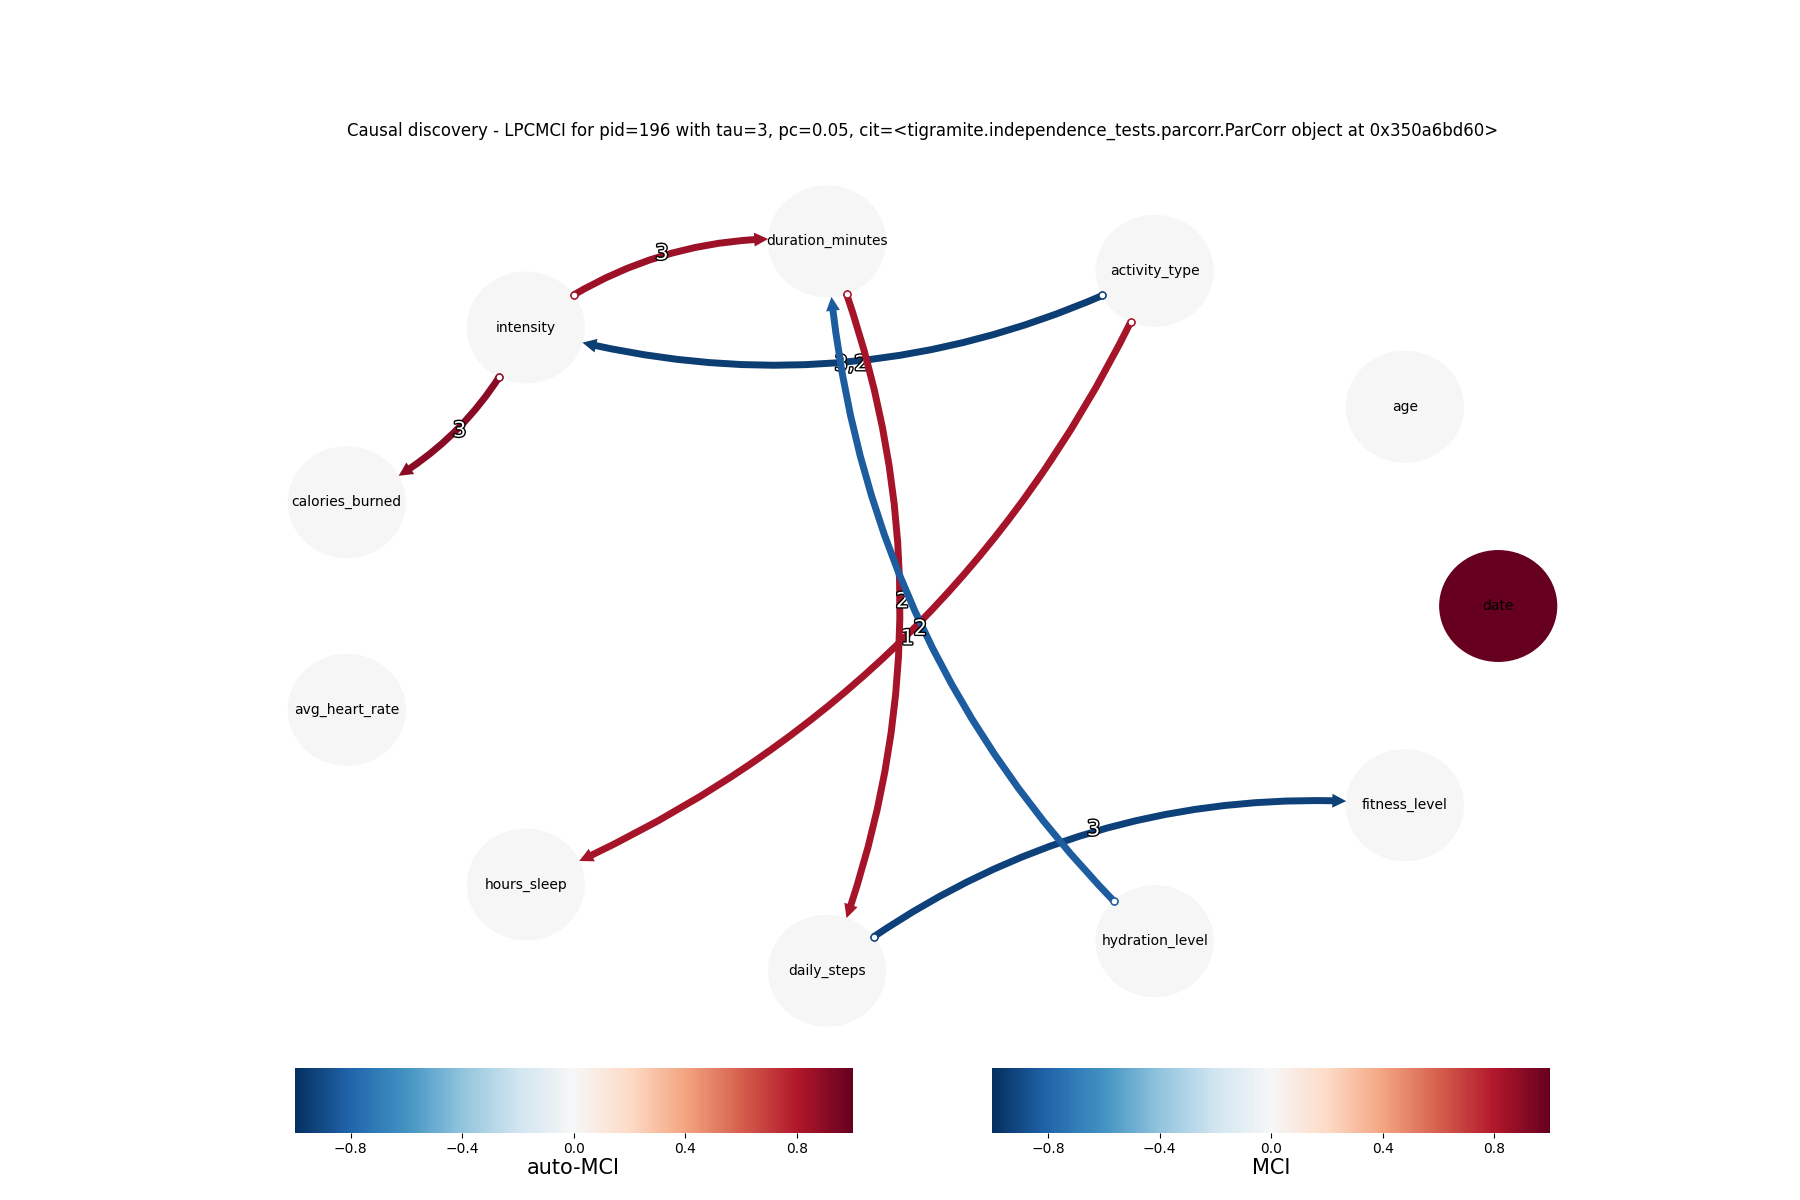 Causal discovery - LPCMCI for pid=196 with tau=3, pc=0.05, cit=<tigramite.independence_tests.parcorr.ParCorr object at 0x350a6bd60>
duration_minutes
3
activity_type
intensity
3,2
age
3
calories_burned
2
date
2
1
avg_heart_rate
fitness_level
3
hours_sleep
hydration_level
daily_steps
−0.8 −0.4 0.0 0.4 0.8
auto-MCI
−0.8 −0.4 0.0 0.4 0.8
MCI